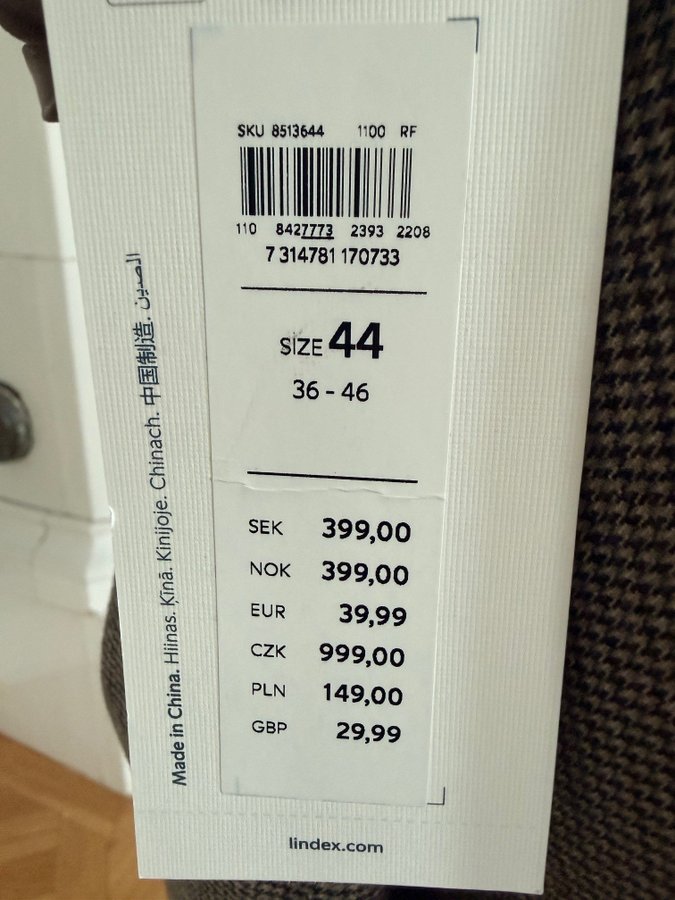 SKU 8513644 1100 RF
110 8427773 2393 2208
7 314781 170733
SIZE 44
36 - 46
SEK 399,00
NOK 399,00
EUR 39,99
CZK 999,00
PLN 149,00
GBP 29,99
Made in China. Hiinas. Ķīnā. Kinijoje. Chinach. 中国制造. الصين
lindex.com